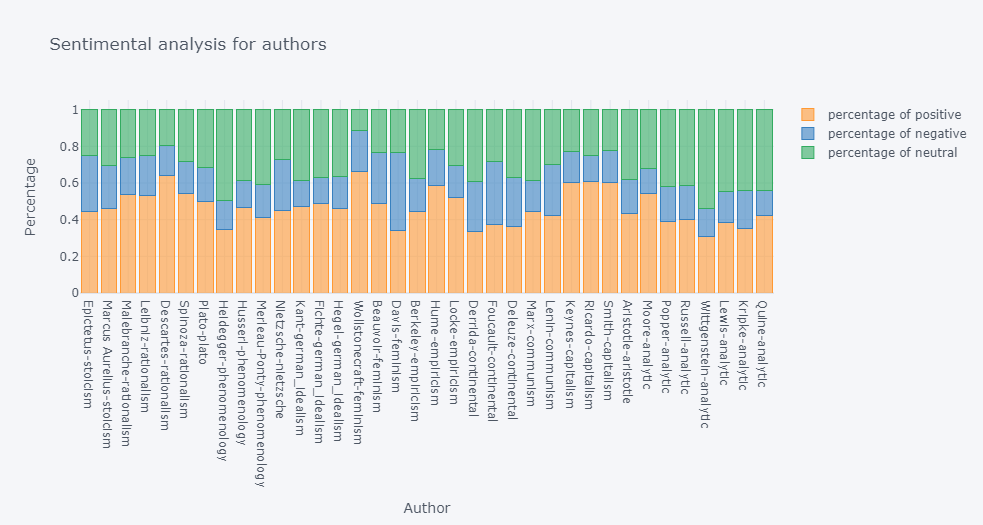 Sentimental analysis for authors
percentage of positive
percentage of negative
percentage of neutral
Percentage
1
0.8
0.6
0.4
0.2
0
Epictetus-stoicism
Marcus Aurelius-stoicism
Malebranche-rationalism
Leibniz-rationalism
Descartes-rationalism
Spinoza-rationalism
Plato-plato
Heidegger-phenomenology
Husserl-phenomenology
Merleau-Ponty-phenomenology
Nietzsche-nietzsche
Kant-german_idealism
Fichte-german_idealism
Hegel-german_idealism
Wollstonecraft-feminism
Beauvoir-feminism
Davis-feminism
Berkeley-empiricism
Hume-empiricism
Locke-empiricism
Derrida-continental
Foucault-continental
Deleuze-continental
Marx-communism
Lenin-communism
Keynes-capitalism
Ricardo-capitalism
Smith-capitalism
Aristotle-aristotle
Moore-analytic
Popper-analytic
Russell-analytic
Wittgenstein-analytic
Lewis-analytic
Kripke-analytic
Quine-analytic
Author